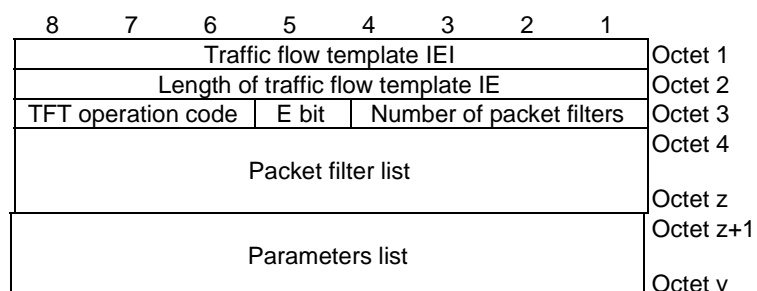 8 7 6 5 4 3 2 1
Traffic flow template IEI Octet 1
Length of traffic flow template IE Octet 2
TFT operation code E bit Number of packet filters Octet 3
Octet 4
Packet filter list
Octet z
Octet z+1
Parameters list
Octet v